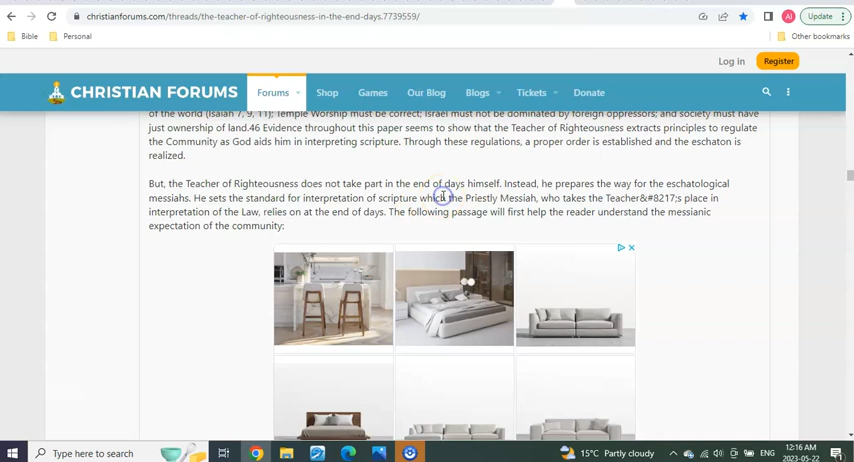 christianforums.com/threads/the-teacher-of-righteousness-in-the-end-days.7739559/
AI
Update
Bible
Personal
Other bookmarks
Log in
Register
CHRISTIAN FORUMS
Forums
Shop
Games
Our Blog
Blogs
Tickets
Donate
of the world (Isaiah 7, 9, 11); Temple Worship must be correct; Israel must not be dominated by foreign oppressors; and society must have
just ownership of land.46 Evidence throughout this paper seems to show that the Teacher of Righteousness extracts principles to regulate
the Community as God aids him in interpreting scripture. Through these regulations, a proper order is established and the eschaton is
realized.
But, the Teacher of Righteousness does not take part in the end of days himself. Instead, he prepares the way for the eschatological
messiahs. He sets the standard for interpretation of scripture which the Priestly Messiah, who takes the Teacher&#8217;s place in
interpretation of the Law, relies on at the end of days. The following passage will first help the reader understand the messianic
expectation of the community:
Type here to search
15°C Partly cloudy
ENG
12:16 AM
2023-05-22
1